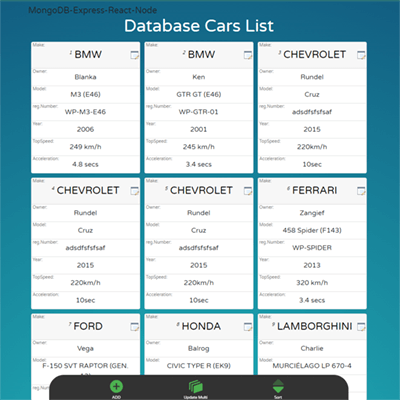 MongoDB-Express-React-Node
Database Cars List
Make:
1 BMW
Owner:
Blanka
Model:
M3 (E46)
reg Number:
WP-M3-E46
Year:
2006
TopSpeed:
249 km/h
Acceleration:
4.8 secs
Make:
2 BMW
Owner:
Ken
Model:
GTR GT (E46)
reg Number:
WP-GTR-01
Year:
2001
TopSpeed:
245 km/h
Acceleration:
3.4 secs
Make:
3 CHEVROLET
Owner:
Rundel
Model:
Cruz
reg Number:
adsdfsfsfsaf
Year:
2015
TopSpeed:
220km/h
Acceleration:
10sec
Make:
4 CHEVROLET
Owner:
Rundel
Model:
Cruz
reg Number:
adsdfsfsfsaf
Year:
2015
TopSpeed:
220km/h
Acceleration:
10sec
Make:
5 CHEVROLET
Owner:
Rundel
Model:
Cruz
reg Number:
adsdfsfsfsaf
Year:
2015
TopSpeed:
220km/h
Acceleration:
10sec
Make:
6 FERRARI
Owner:
Zangief
Model:
458 Spider (F143)
reg Number:
WP-SPIDER
Year:
2013
TopSpeed:
320 km/h
Acceleration:
3.4 secs
Make:
7 FORD
Owner:
Vega
Model:
F-150 SVT RAPTOR (GEN.
Make:
8 HONDA
Owner:
Balrog
Model:
CIVIC TYPE R (EK9)
Make:
9 LAMBORGHINI
Owner:
Charlie
Model:
MURCIÉLAGO LP 670-4
ADD
Update Multi
Sort